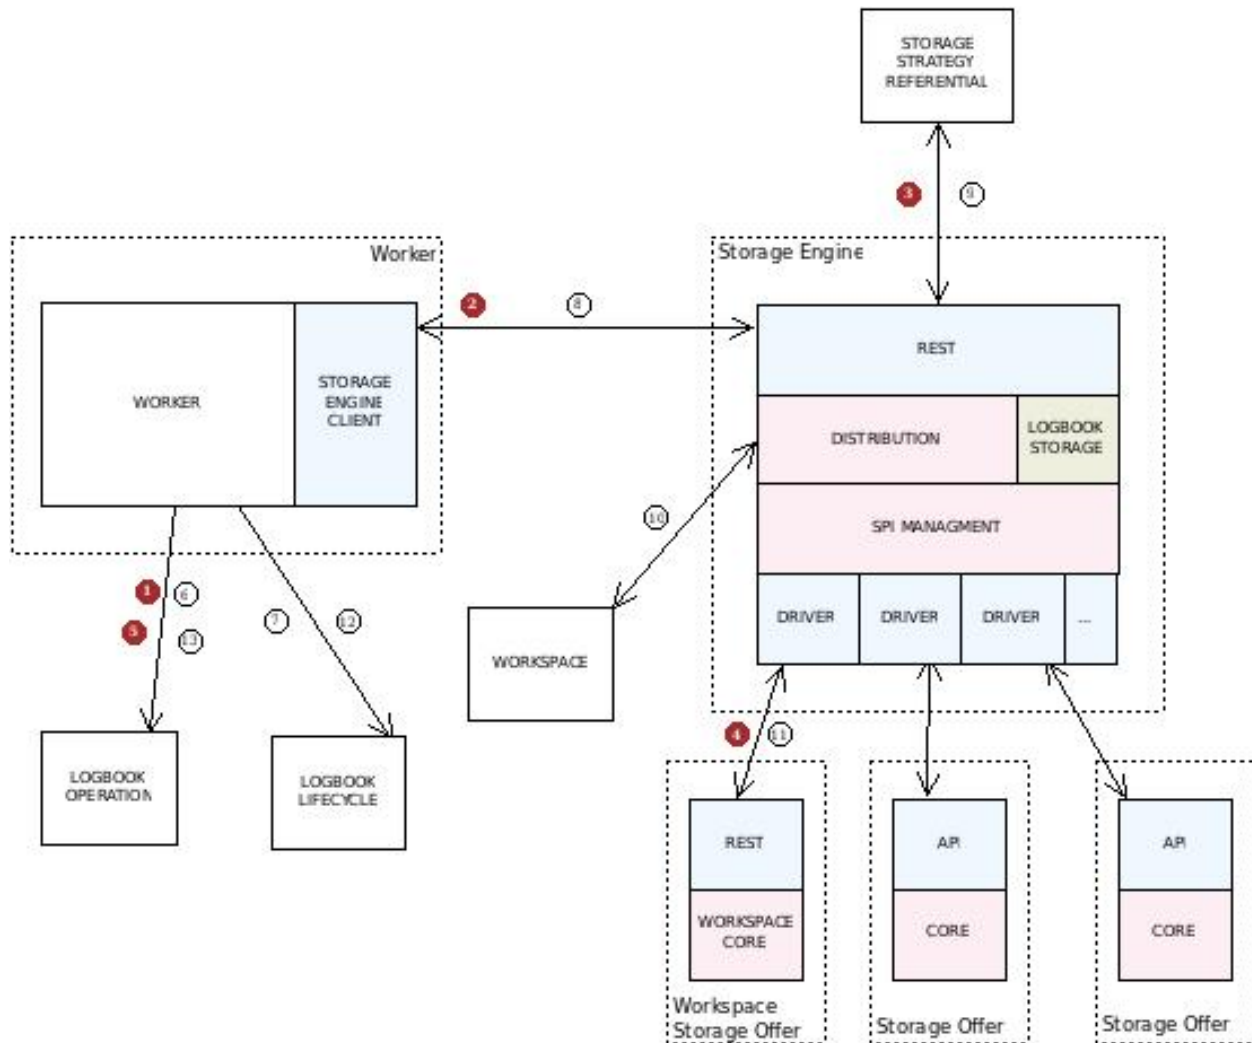 STORAGE
STRATEGY
REFERENTIAL
3
9
Worker
Storage Engine
2
8
REST
STORAGE
ENGINE
CLIENT
WORKER
DISTRIBUTION
LOGBOOK
STORAGE
10
SPI MANAGMENT
1
6
5
13
7
12
DRIVER
DRIVER
DRIVER
...
WORKSPACE
4
11
LOGBOOK
OPERATION
LOGBOOK
LIFECYCLE
REST
API
API
WORKSPACE
CORE
CORE
CORE
Workspace
Storage Offer
Storage Offer
Storage Offer